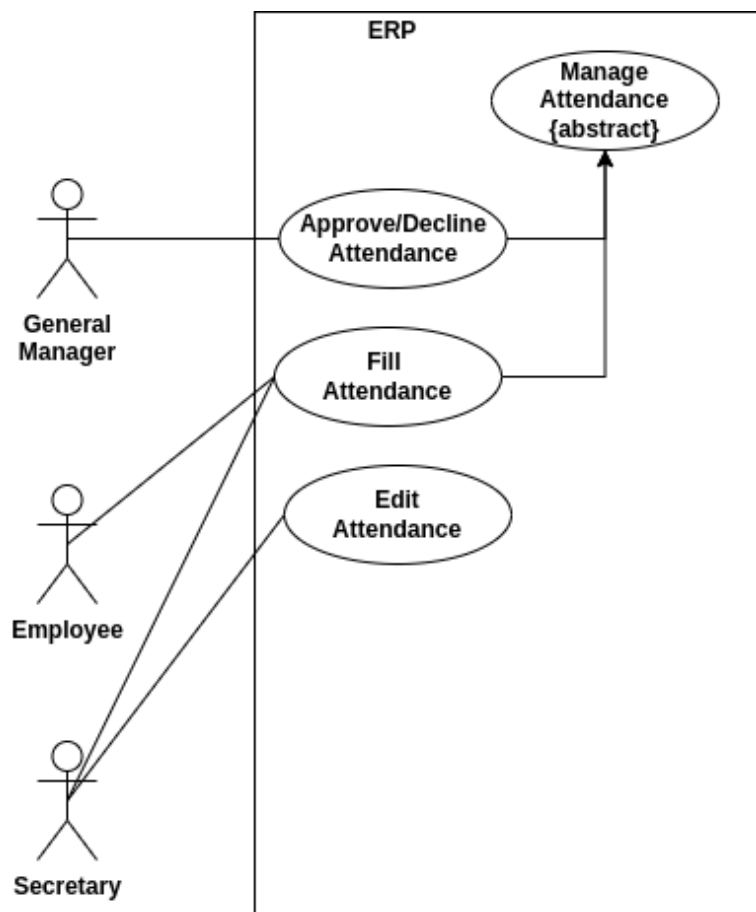 ERP
Manage
Attendance
{abstract}
Approve/Decline
Attendance
General
Manager
Fill
Attendance
Edit
Attendance
Employee
Secretary